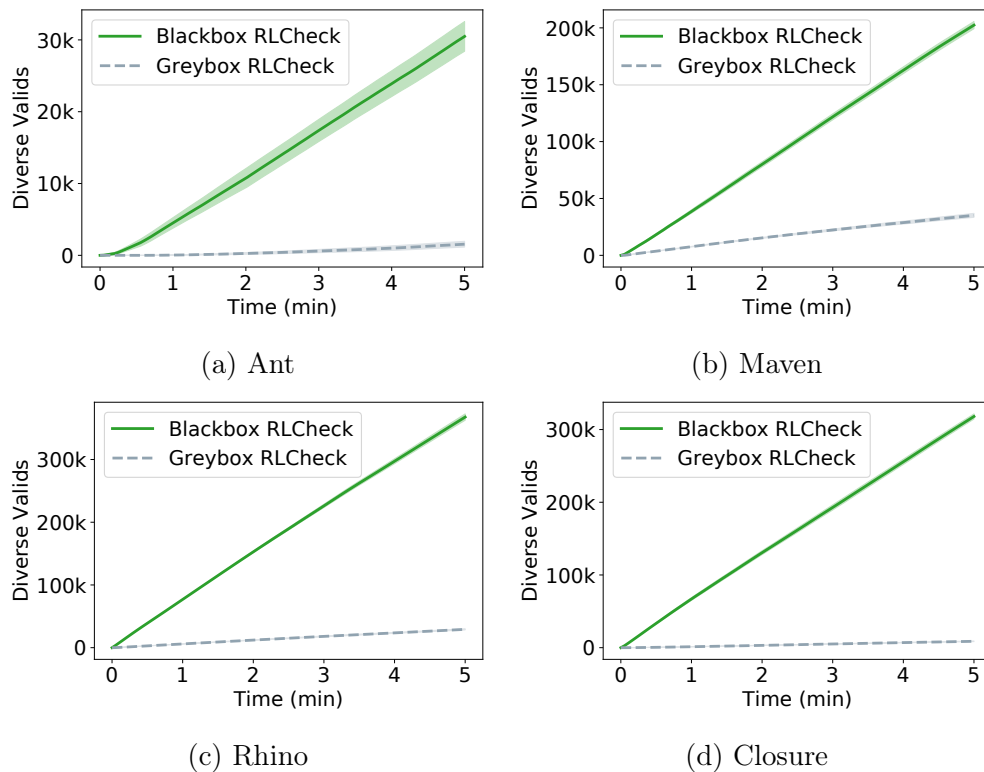 30k
20k
10k
0
Diverse Valids
Blackbox RLCheck
Greybox RLCheck
0 1 2 3 4 5
Time (min)
(a) Ant
200k
150k
100k
50k
0
Diverse Valids
Blackbox RLCheck
Greybox RLCheck
0 1 2 3 4 5
Time (min)
(b) Maven
300k
200k
100k
0
Diverse Valids
Blackbox RLCheck
Greybox RLCheck
0 1 2 3 4 5
Time (min)
(c) Rhino
300k
200k
100k
0
Diverse Valids
Blackbox RLCheck
Greybox RLCheck
0 1 2 3 4 5
Time (min)
(d) Closure